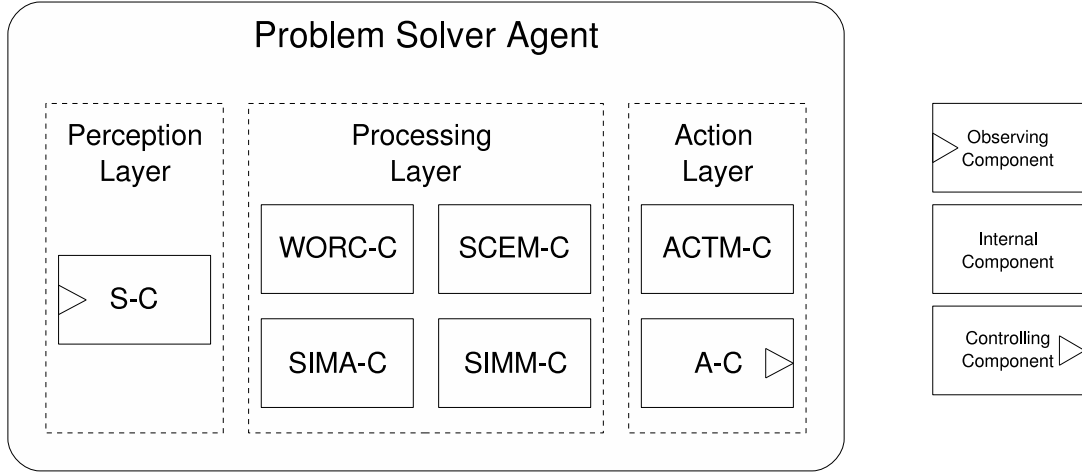 Problem Solver Agent
Perception
Layer
S-C
Processing
Layer
WORC-C
SCEM-C
SIMA-C
SIMM-C
Action
Layer
ACTM-C
A-C
Observing
Component
Internal
Component
Controlling
Component